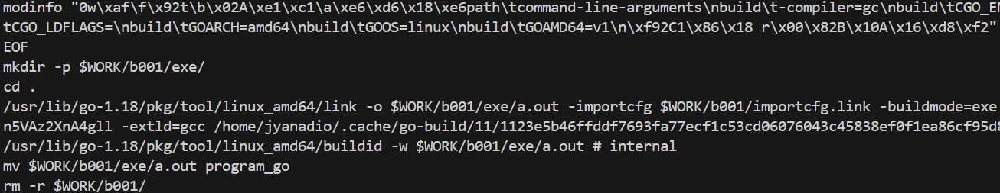 modinfo "0w\xaf\f\x92t\b\x02A\xe1\xc1\a\xe6\xd6\x18\xe6path\tcommand-line-arguments\nbuild\t-compiler=gc\nbuild\tCGO_EN
tCGO_LDFLAGS=\nbuild\tGOARCH=amd64\nbuild\tGOOS=linux\nbuild\tGOAMD64=v1\n\xf92C1\x86\x18 r\x00\x82B\x10A\x16\xd8\xf2"
EOF
mkdir -p $WORK/b001/exe/
cd .
/usr/lib/go-1.18/pkg/tool/linux_amd64/link -o $WORK/b001/exe/a.out -importcfg $WORK/b001/importcfg.link -buildmode=exe
n5VAz2XnA4gll -extld=gcc /home/jyanadio/.cache/go-build/11/1123e5b46ffddf7693fa77ecf1c53cd06076043c45838ef0f1ea86cf95d8
/usr/lib/go-1.18/pkg/tool/linux_amd64/buildid -w $WORK/b001/exe/a.out # internal
mv $WORK/b001/exe/a.out program_go
rm -r $WORK/b001/